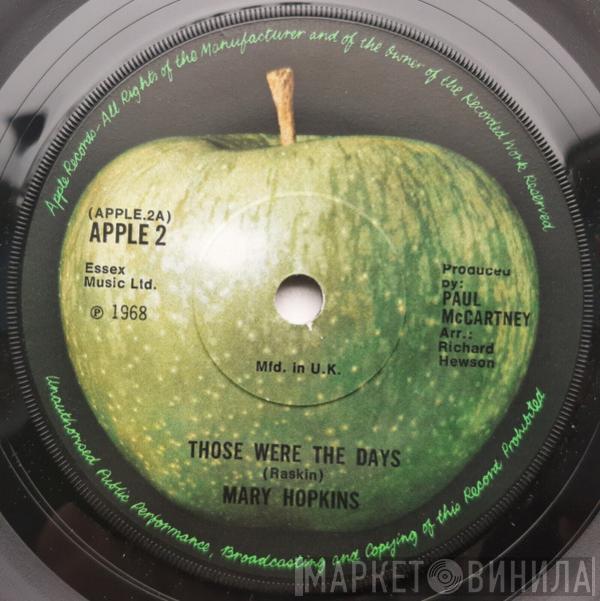 Apple Records-All Rights of the Manufacturer and of the Owner of the Recorded Work Reserved
(APPLE.2A)
APPLE 2
Essex
Music Ltd.
℗ 1968
Produced
by:
PAUL
McCARTNEY
Arr.:
Richard
Hewson
Mfd. in U.K.
THOSE WERE THE DAYS
(Raskin)
MARY HOPKINS
Unauthorised Public Performance, Broadcasting and Copying of this Record Prohibited
МАРКЕТ ВИНИЛА